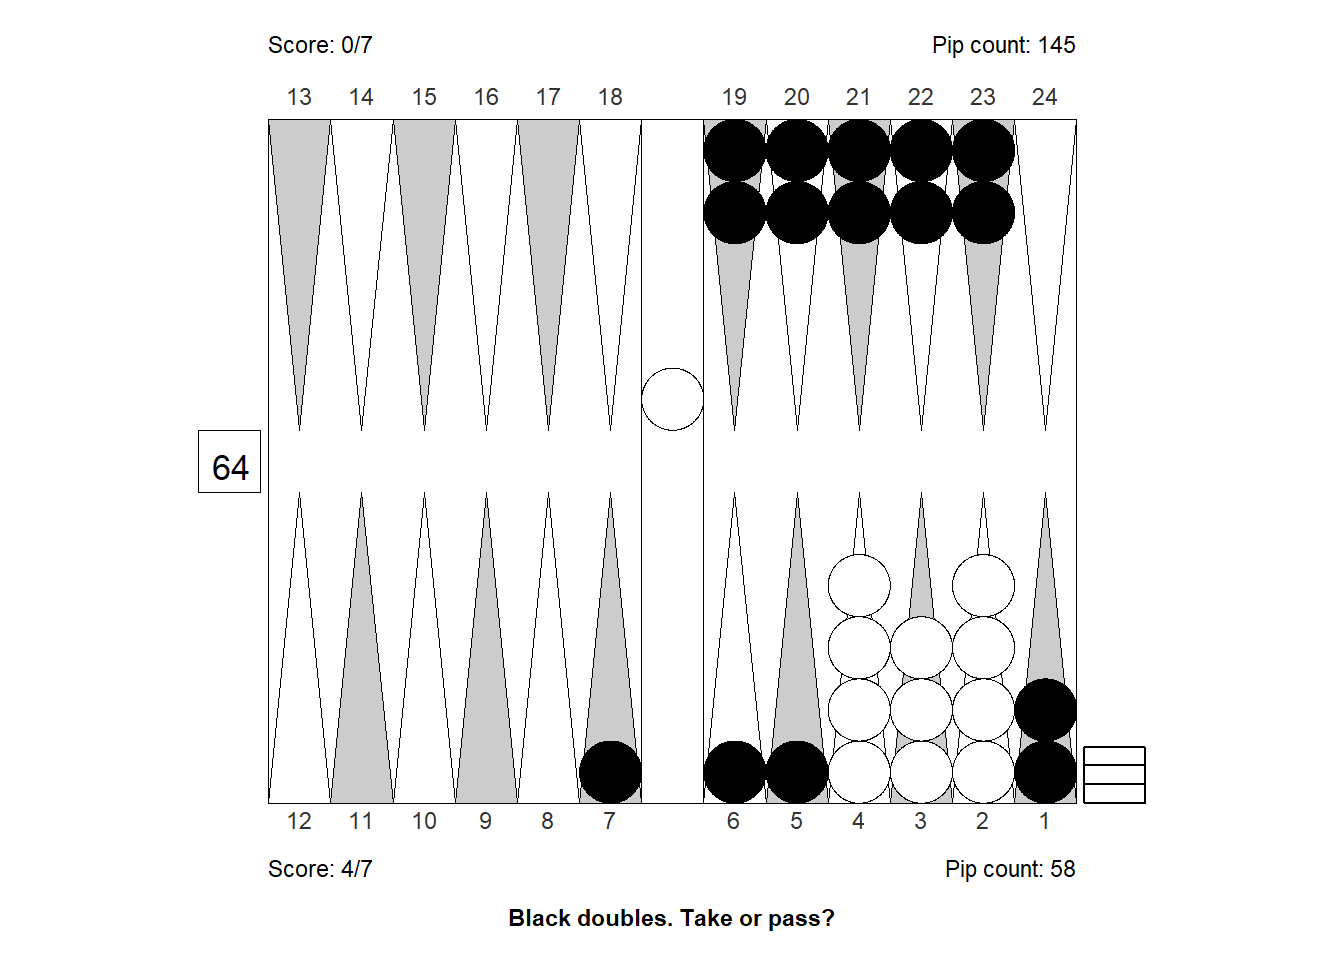 Score: 0/7 Pip count: 145
13 14 15 16 17 18 19 20 21 22 23 24
64
12 11 10 9 8 7 6 5 4 3 2 1
Score: 4/7 Pip count: 58
Black doubles. Take or pass?